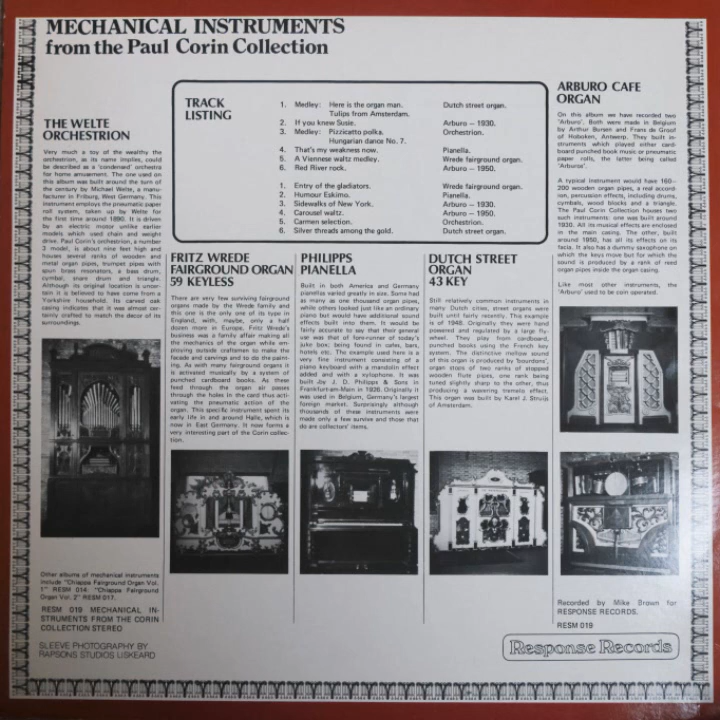 MECHANICAL INSTRUMENTS
from the Paul Corin Collection
TRACK
LISTING
1. Medley: Here is the organ man. Dutch street organ.
Tulips from Amsterdam.
2. If you knew Susie. Arburo – 1930.
3. Medley: Pizzicatto polka. Orchestrion.
Hungarian dance No. 7.
4. That's my weakness now. Pianella.
5. A Viennese waltz medley. Wrede fairground organ.
6. Red River rock. Arburo – 1950.
1. Entry of the gladiators. Wrede fairground organ.
2. Humour Eskimo. Pianella.
3. Sidewalks of New York. Arburo – 1930.
4. Carousel waltz. Arburo – 1950.
5. Carmen selection. Orchestrion.
6. Silver threads among the gold. Dutch street organ.
THE WELTE
ORCHESTRION
Very much a toy of the wealthy the
orchestrion, as its name implies, could
be described as a 'condensed' orchestra
for home amusement. The one used on
this album was built around the turn of
the century by Michael Welte, a manu-
facturer in Friburg, West Germany. This
instrument employs the pneumatic paper
roll system, taken up by Welte for
the first time around 1890. It is driven
by an electric motor unlike earlier
models which used chain and weight
drive. Paul Corin's orchestrion, a number
3 model, is about nine feet high and
houses several ranks of wooden and
metal organ pipes, trumpet pipes with
spun brass resonators, a bass drum,
cymbal, snare drum and triangle.
Although its original location is uncer-
tain it is believed to have come from a
Yorkshire household. Its carved oak
casing indicates that it was almost cer-
tainly crafted to match the decor of its
surroundings.
Other albums of mechanical instruments
include "Chiappa Fairground Organ Vol.
1" RESM 014. "Chiappa Fairground
Organ Vol. 2" RESM 017.
RESM 019 MECHANICAL IN-
STRUMENTS FROM THE CORIN
COLLECTION STEREO
SLEEVE PHOTOGRAPHY BY
RAPSONS STUDIOS LISKEARD
FRITZ WREDE
FAIRGROUND ORGAN
59 KEYLESS
There are very few surviving fairground
organs made by the Wrede family and
this one is the only one of its type in
England, with, maybe, only a half
dozen more in Europe. Fritz Wrede's
business was a family affair making all
the mechanics of the organ while em-
ploying outside craftsmen to make the
facade and carvings and to do the paint-
ing. As with many fairground organs it
is activated musically by a system of
punched cardboard books. As these
feed through the organ air passes
through the holes in the card thus acti-
vating the pneumatic action of the
organ. This specific instrument spent its
early life in and around Halle, which is
now in East Germany. It now forms a
very interesting part of the Corin collec-
tion.
PHILIPPS
PIANELLA
Built in both America and Germany
pianellas varied greatly in size. Some had
as many as one thousand organ pipes,
while others looked just like an ordinary
piano but would have additional sound
effects built into them. It would be
fairly accurate to say that their general
use was that of fore-runner of today's
juke box; being found in cafes, bars,
hotels etc. The example used here is a
very fine instrument consisting of a
piano keyboard with a mandolin effect
added and with a xylophone. It was
built by J. D. Philipps & Sons in
Frankfurt-am-Main in 1926. Originally it
was used in Belgium, Germany's largest
foreign market. Surprisingly although
thousands of these instruments were
made only a few survive and those that
do are collectors' items.
DUTCH STREET
ORGAN
43 KEY
Still relatively common instruments in
many Dutch cities, street organs were
built until fairly recently. This example
is of 1948. Originally they were hand
powered and regulated by a large fly-
wheel. They play from cardboard,
punched books using the French key
system. The distinctive mellow sound
of this organ is produced by 'bourdons',
organ stops of two ranks of stopped
wooden flute pipes, one rank being
tuned slightly sharp to the other, thus
producing a wavering tremelo effect.
This organ was built by Karel J. Struijs
of Amsterdam.
ARBURO CAFE
ORGAN
On this album we have recorded two
'Arburo'. Both were made in Belgium
by Arthur Bursen and Frans de Groof
of Hoboken, Antwerp. They built in-
struments which played either card-
board punched book music or pneumatic
paper rolls, the latter being called
'Arburos'.
A typical instrument would have 160–
200 wooden organ pipes, a real accord-
ion, percussion effects, including drums,
cymbals, wood blocks and a triangle.
The Paul Corin Collection houses two
such instruments: one was built around
1930. All its musical effects are enclosed
in the main casing. The other, built
around 1950, has all its effects on its
facia. It also has a dummy saxophone on
which the keys move but for which the
sound is produced by a rank of reed
organ pipes inside the organ casing.
Like most other instruments, the
'Arburo' used to be coin operated.
Recorded by Mike Brown for
RESPONSE RECORDS.
RESM 019
Response Records